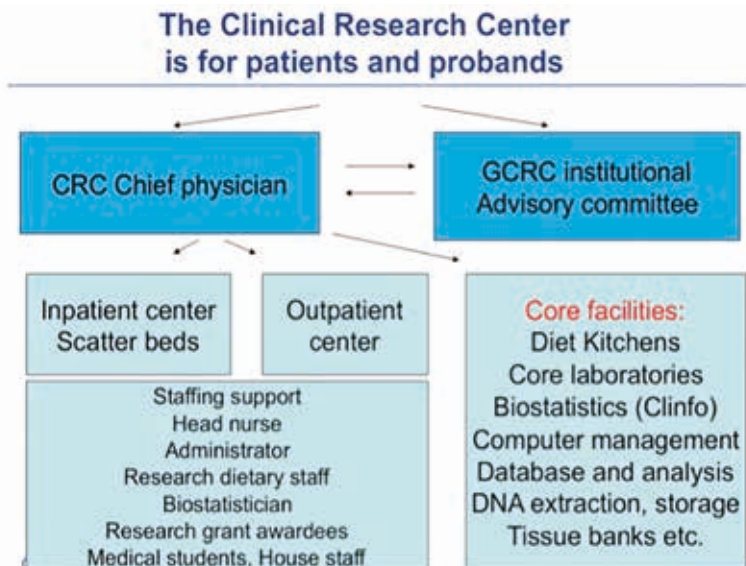 The Clinical Research Center
is for patients and probands
CRC Chief physician
GCRC institutional
Advisory committee
Inpatient center
Scatter beds
Outpatient
center
Staffing support
Head nurse
Administrator
Research dietary staff
Biostatistician
Research grant awardees
Medical students, House staff
Core facilities:
Diet Kitchens
Core laboratories
Biostatistics (Clinfo)
Computer management
Database and analysis
DNA extraction, storage
Tissue banks etc.